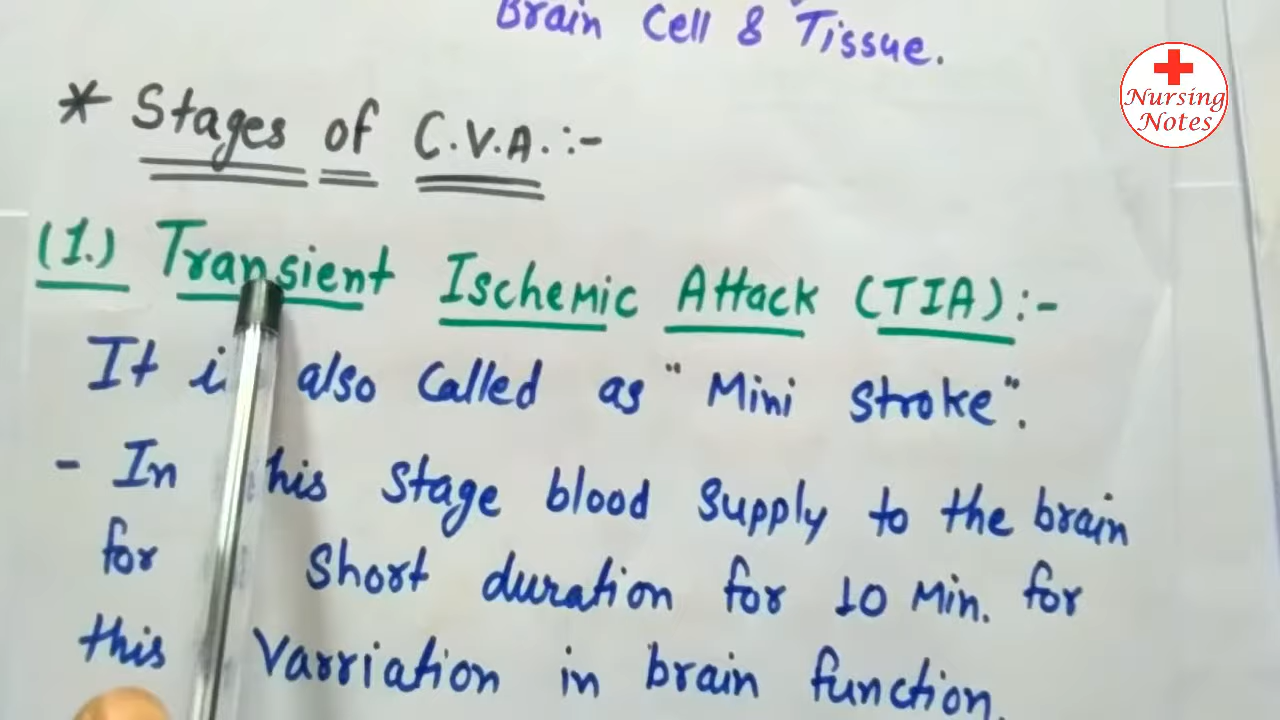 Brain Cell & Tissue.
Nursing
Notes
* Stages of C.V.A. :-
(1.) Transient Ischemic Attack (TIA) :-
It i also called as "Mini stroke".
- In his stage blood supply to the brain
for short duration for 10 Min. for
this varriation in brain function.